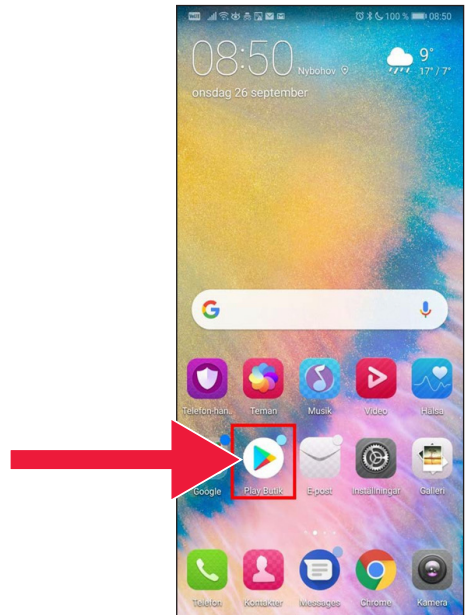 100 % 08:50
08:50 Nybohov 9°
17° / 7°
onsdag 26 september
Telefon-han.. Teman Musik Video Hälsa
Google Play Butik E-post Inställningar Galleri
Telefon Kontakter Messages Chrome Kamera